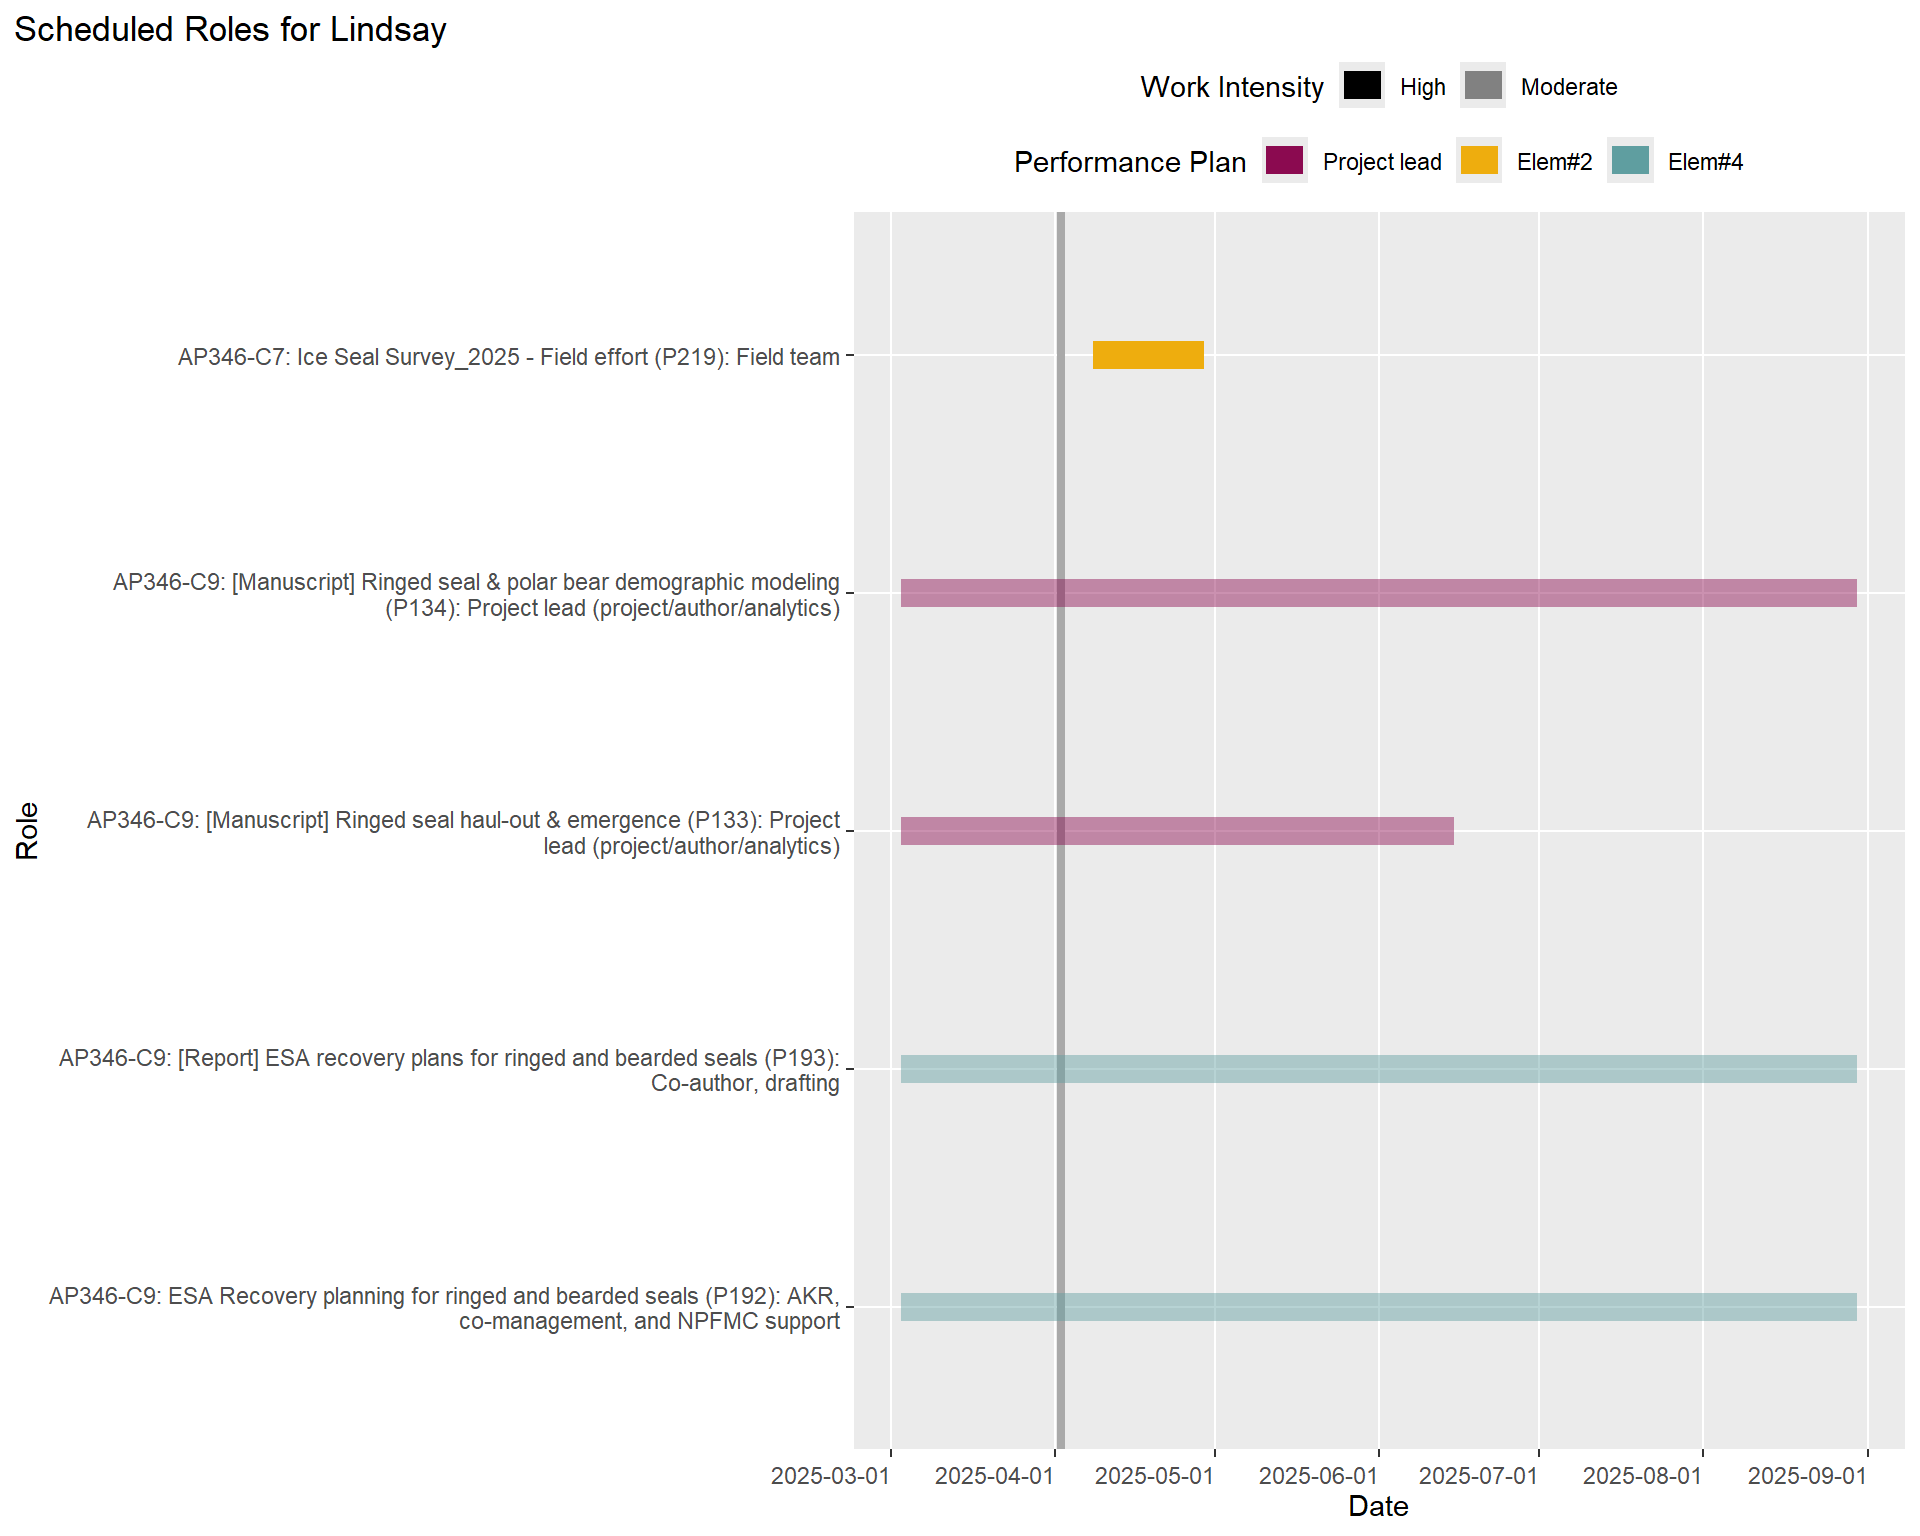 Scheduled Roles for Lindsay
Work Intensity High Moderate
Performance Plan Project lead Elem#2 Elem#4
AP346-C7: Ice Seal Survey_2025 - Field effort (P219): Field team
AP346-C9: [Manuscript] Ringed seal & polar bear demographic modeling
(P134): Project lead (project/author/analytics)
AP346-C9: [Manuscript] Ringed seal haul-out & emergence (P133): Project
lead (project/author/analytics)
AP346-C9: [Report] ESA recovery plans for ringed and bearded seals (P193):
Co-author, drafting
AP346-C9: ESA Recovery planning for ringed and bearded seals (P192): AKR,
co-management, and NPFMC support
Role
2025-03-01 2025-04-01 2025-05-01 2025-06-01 2025-07-01 2025-08-01 2025-09-01
Date